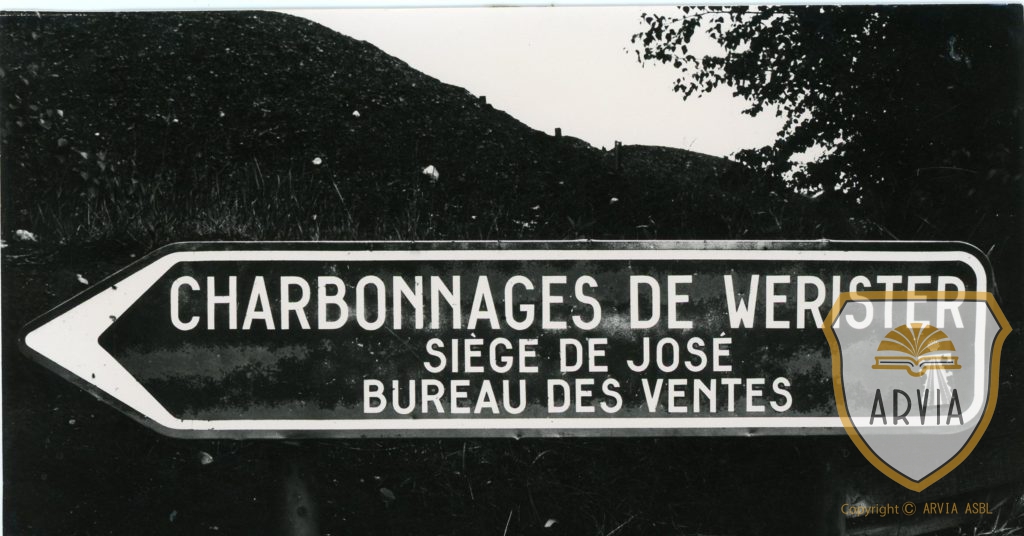 CHARBONNAGES DE WERISTER
SIÈGE DE JOSÉ
BUREAU DES VENTES
ARVIA
Copyright © ARVIA ASBL